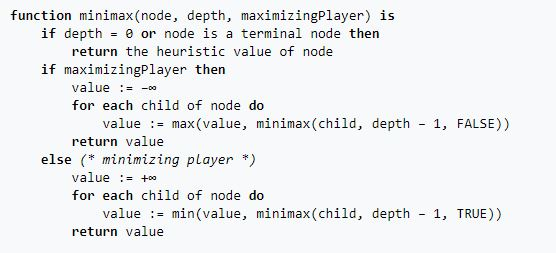 function minimax(node, depth, maximizingPlayer) is
    if depth = 0 or node is a terminal node then
        return the heuristic value of node
    if maximizingPlayer then
        value := −∞
        for each child of node do
            value := max(value, minimax(child, depth − 1, FALSE))
        return value
    else (* minimizing player *)
        value := +∞
        for each child of node do
            value := min(value, minimax(child, depth − 1, TRUE))
        return value